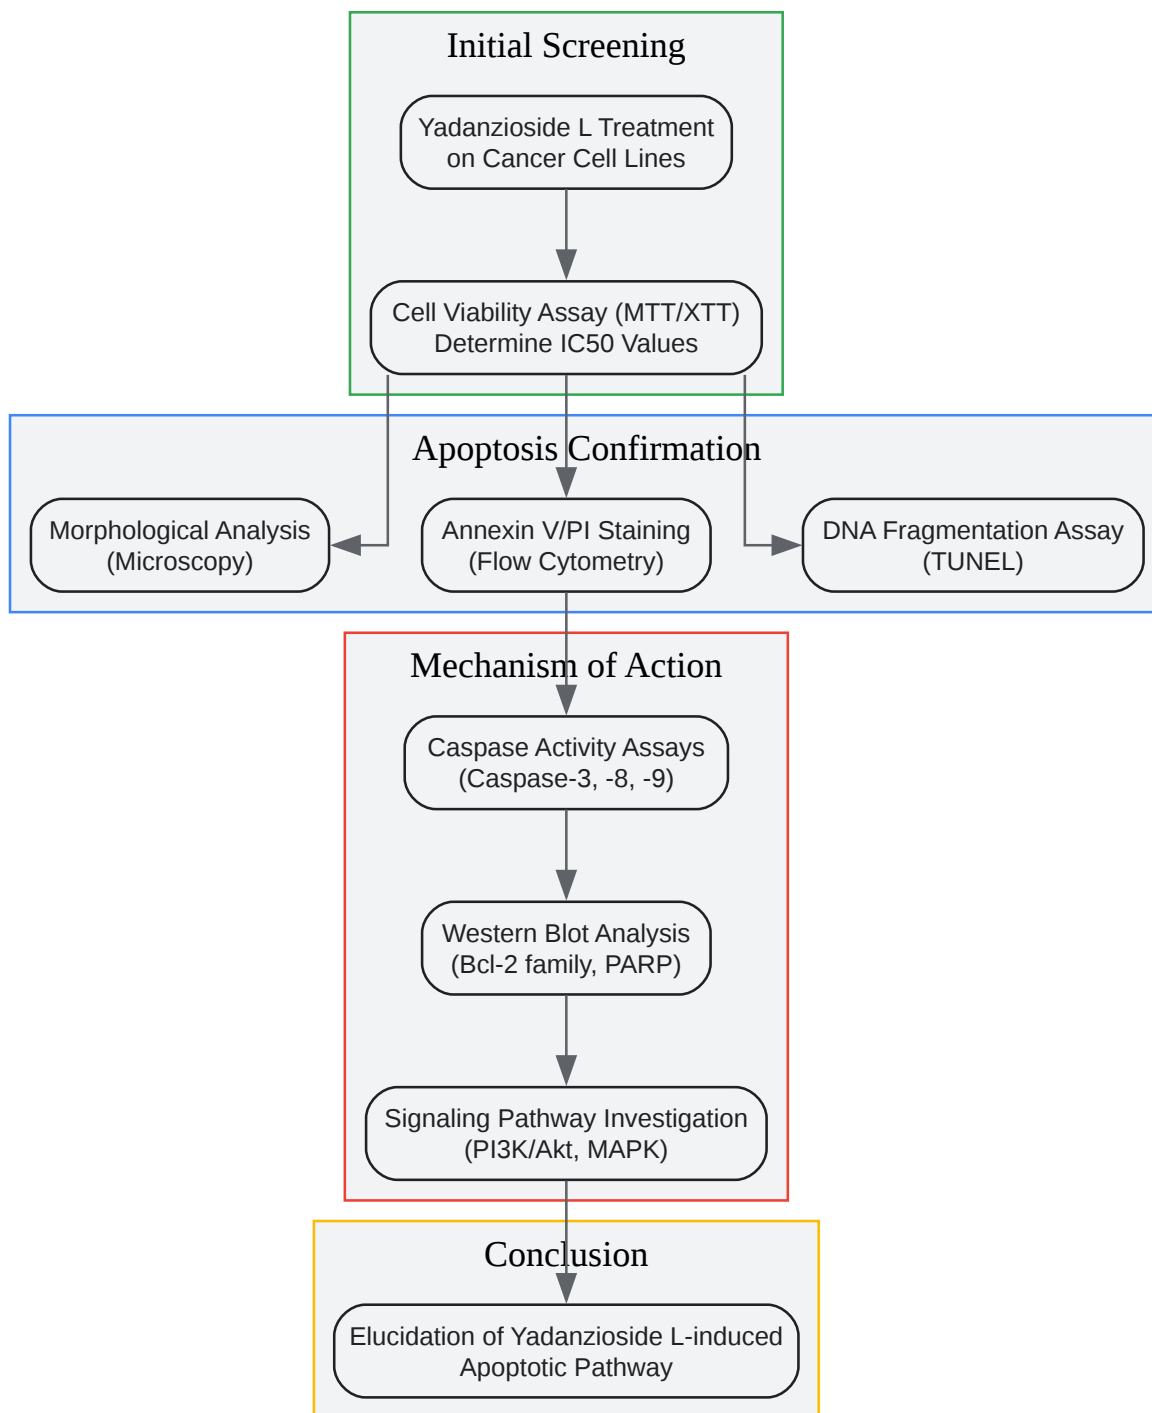 Initial Screening
Yadanzioside L Treatment
on Cancer Cell Lines
Cell Viability Assay (MTT/XTT)
Determine IC50 Values
Apoptosis Confirmation
Morphological Analysis
(Microscopy)
Annexin V/PI Staining
(Flow Cytometry)
DNA Fragmentation Assay
(TUNEL)
Mechanism of Action
Caspase Activity Assays
(Caspase-3, -8, -9)
Western Blot Analysis
(Bcl-2 family, PARP)
Signaling Pathway Investigation
(PI3K/Akt, MAPK)
Conclusion
Elucidation of Yadanzioside L-induced
Apoptotic Pathway